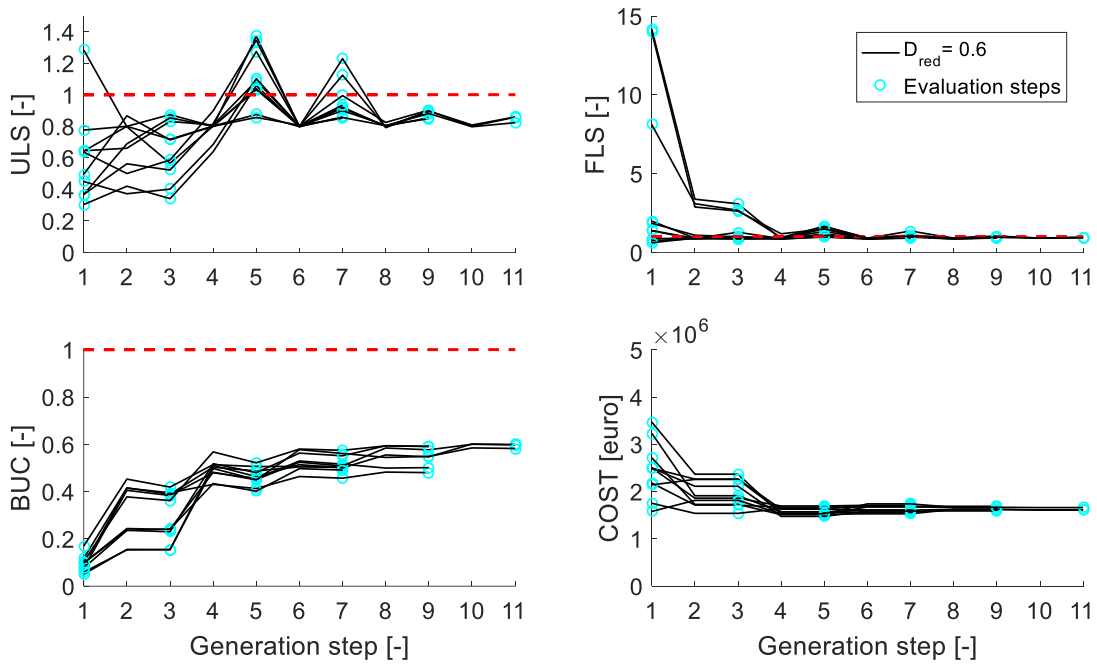 1.4
1.2
1
0.8
0.6
0.4
0.2
0
ULS [-]
1 2 3 4 5 6 7 8 9 10 11
15
10
5
0
FLS [-]
1 2 3 4 5 6 7 8 9 10 11
D_red = 0.6
Evaluation steps
1
0.8
0.6
0.4
0.2
0
BUC [-]
1 2 3 4 5 6 7 8 9 10 11
Generation step [-]
×10^6
5
4
3
2
1
0
COST [euro]
1 2 3 4 5 6 7 8 9 10 11
Generation step [-]